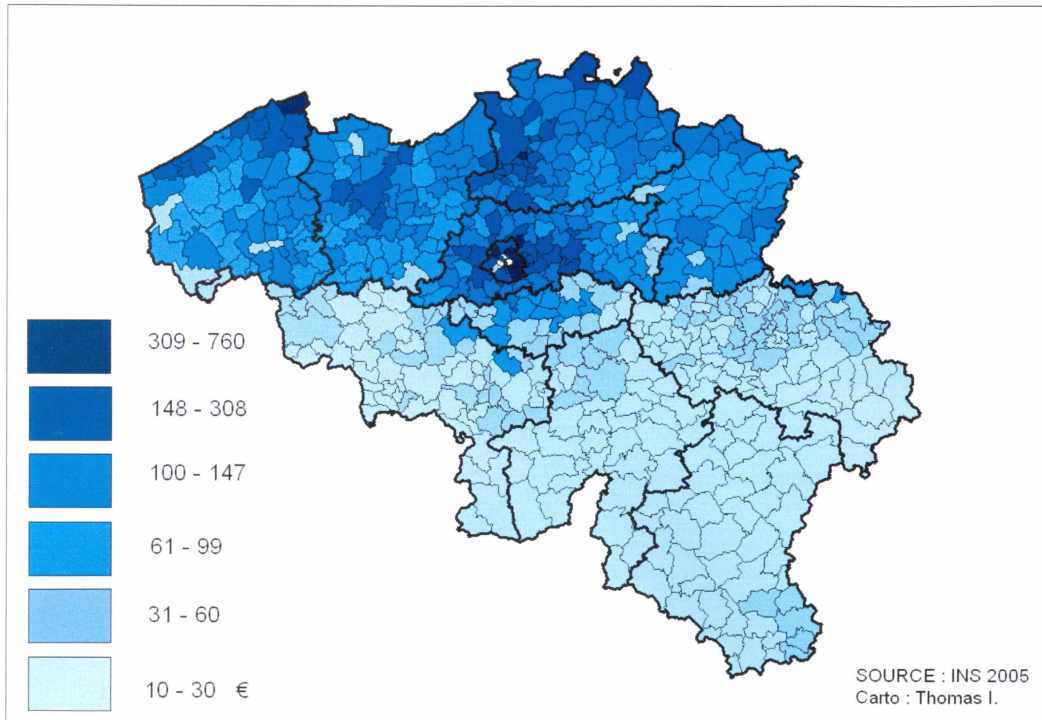 309 - 760
148 - 308
100 - 147
61 - 99
31 - 60
10 - 30 €
SOURCE : INS 2005
Carto : Thomas I.